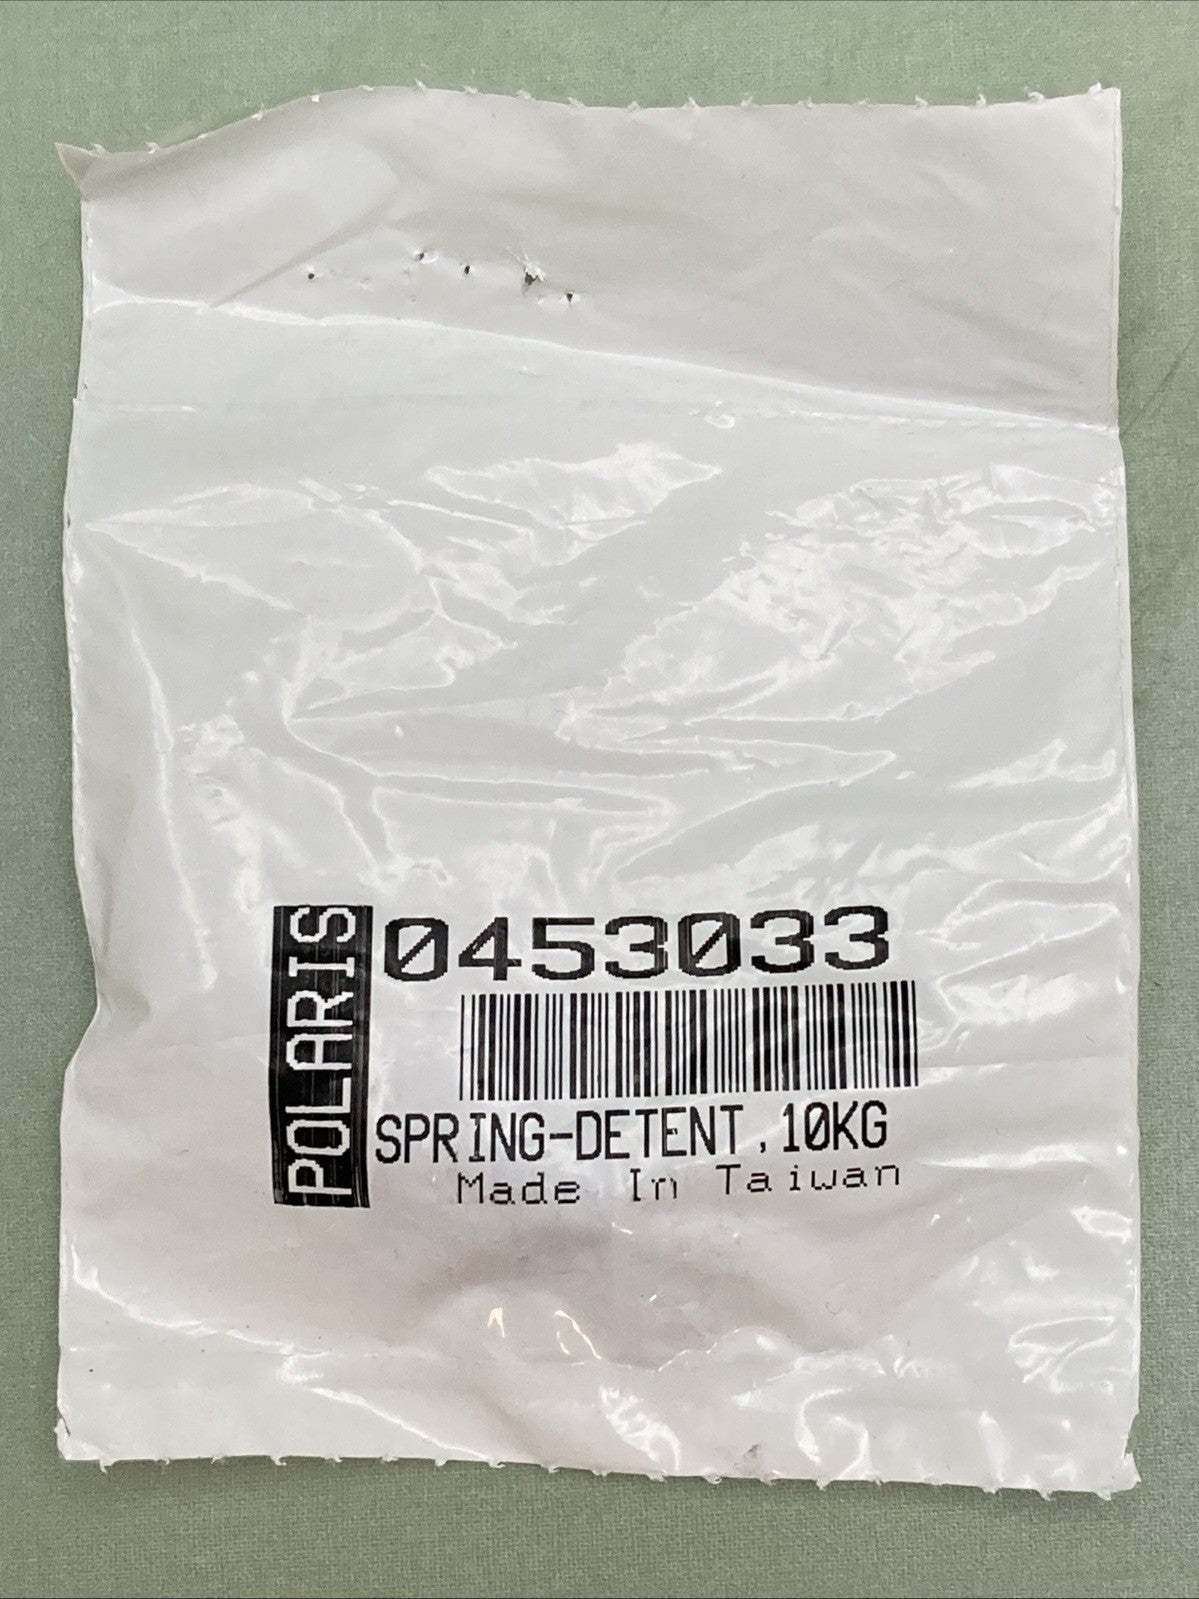 POLARIS
0453033
SPRING-DETENT,10KG
Made In Taiwan